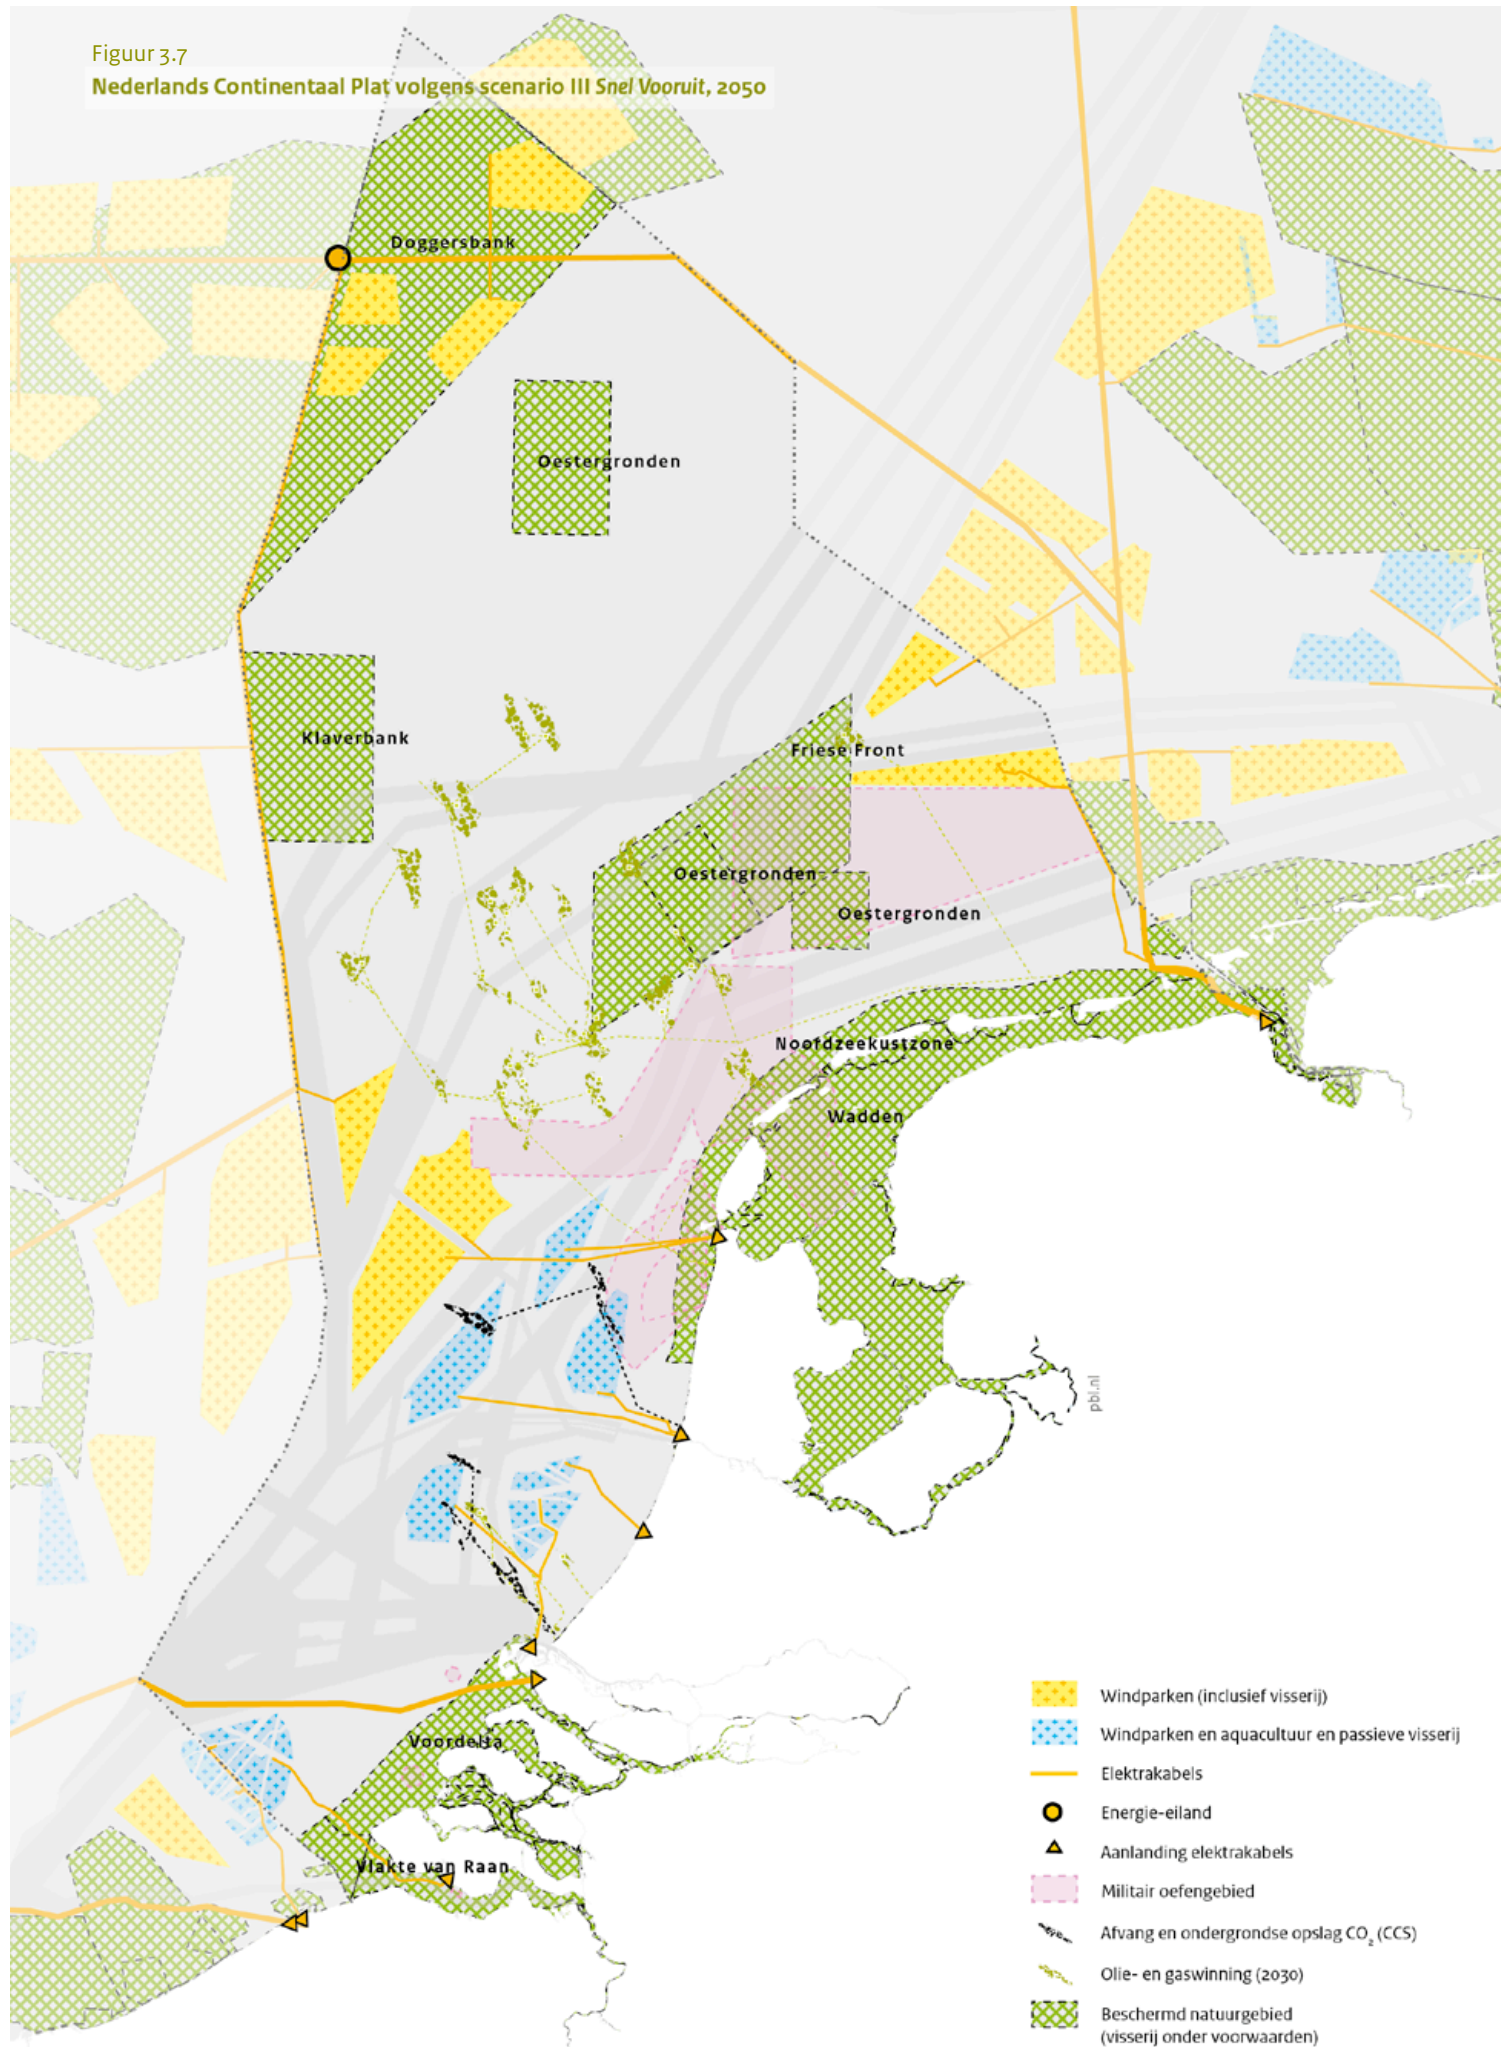 Figuur 3.7
Nederlands Continentaal Plat volgens scenario III Snel Vooruit, 2050
Doggersbank
Oestergronden
Klaverbank
Friese Front
Oestergronden
Oestergronden
Noordzeekustzone
Wadden
pbl.nl
Voordelta
Vlakte van Raan
Windparken (inclusief visserij)
Windparken en aquacultuur en passieve visserij
Elektrakabels
Energie-eiland
Aanlanding elektrakabels
Militair oefengebied
Afvang en ondergrondse opslag CO₂ (CCS)
Olie- en gaswinning (2030)
Beschermd natuurgebied
(visserij onder voorwaarden)